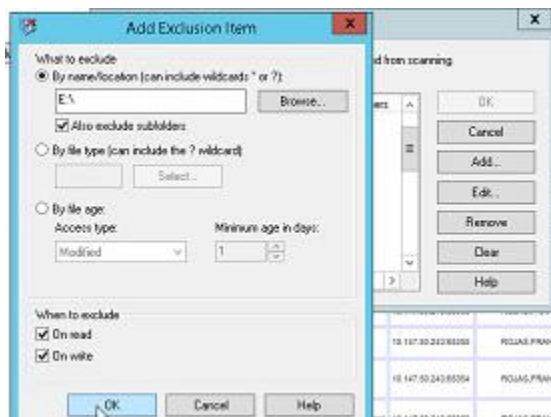 Add Exclusion Item
X
X
What to exclude
By name/location (can include wildcards * or ?):
E:\
Browse...
Also exclude subfolders
By file type (can include the ? wildcard)
Select...
By file age:
Access type:
Minimum age in days:
Modified
1
When to exclude
On read
On write
OK
Cancel
Help
d from scanning.
ers
OK
Cancel
Add...
Edit...
Remove
Clear
Help